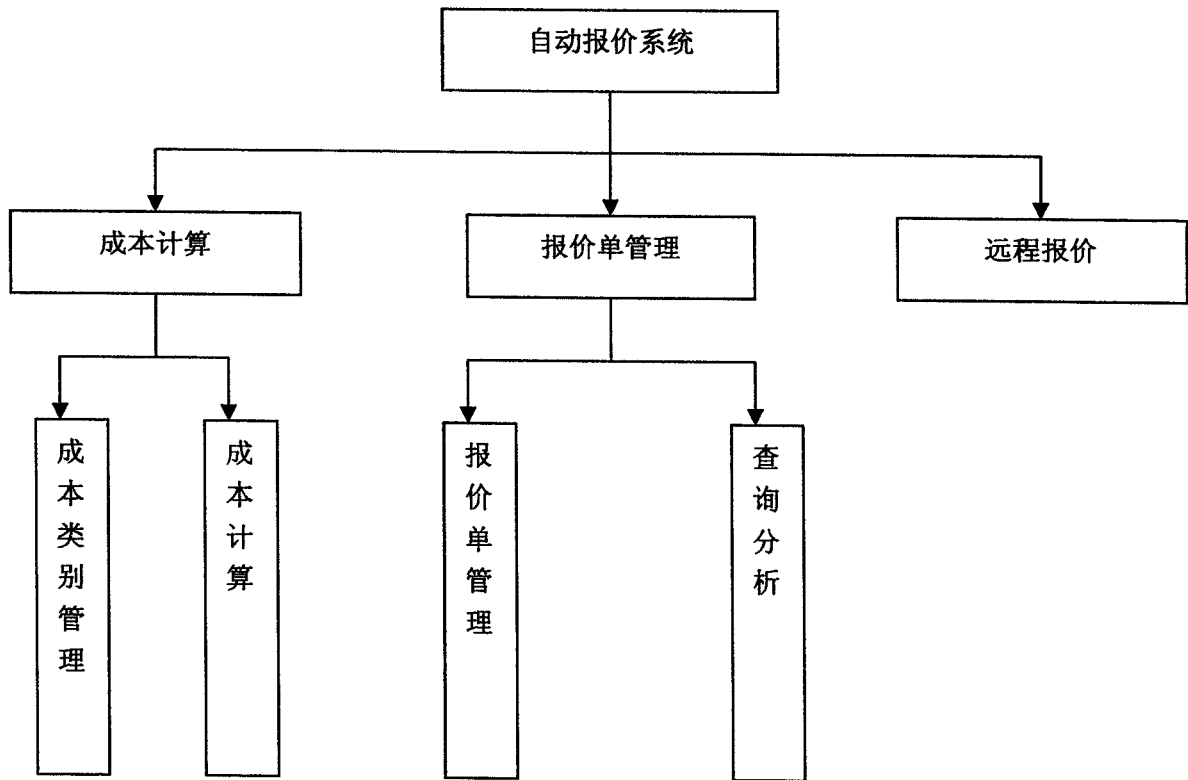 自动报价系统
成本计算
报价单管理
远程报价
成本类别管理
成本计算
报价单管理
查询分析